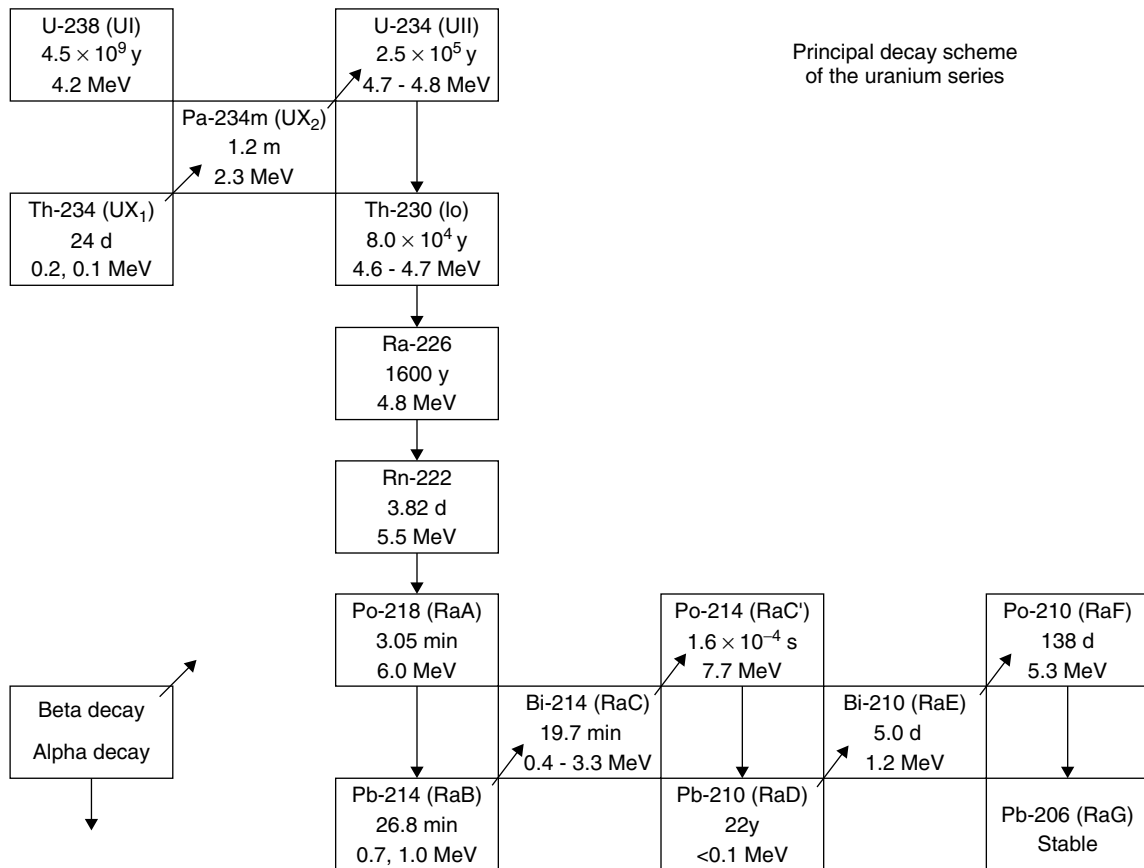 U-238 (UI)
4.5 × 10⁹ y
4.2 MeV
U-234 (UII)
2.5 × 10⁵ y
4.7 - 4.8 MeV
Principal decay scheme
of the uranium series
Pa-234m (UX₂)
1.2 m
2.3 MeV
Th-234 (UX₁)
24 d
0.2, 0.1 MeV
Th-230 (lo)
8.0 × 10⁴ y
4.6 - 4.7 MeV
Ra-226
1600 y
4.8 MeV
Rn-222
3.82 d
5.5 MeV
Po-218 (RaA)
3.05 min
6.0 MeV
Po-214 (RaC')
1.6 × 10⁻⁴ s
7.7 MeV
Po-210 (RaF)
138 d
5.3 MeV
Beta decay
Alpha decay
Bi-214 (RaC)
19.7 min
0.4 - 3.3 MeV
Bi-210 (RaE)
5.0 d
1.2 MeV
Pb-214 (RaB)
26.8 min
0.7, 1.0 MeV
Pb-210 (RaD)
22y
<0.1 MeV
Pb-206 (RaG)
Stable